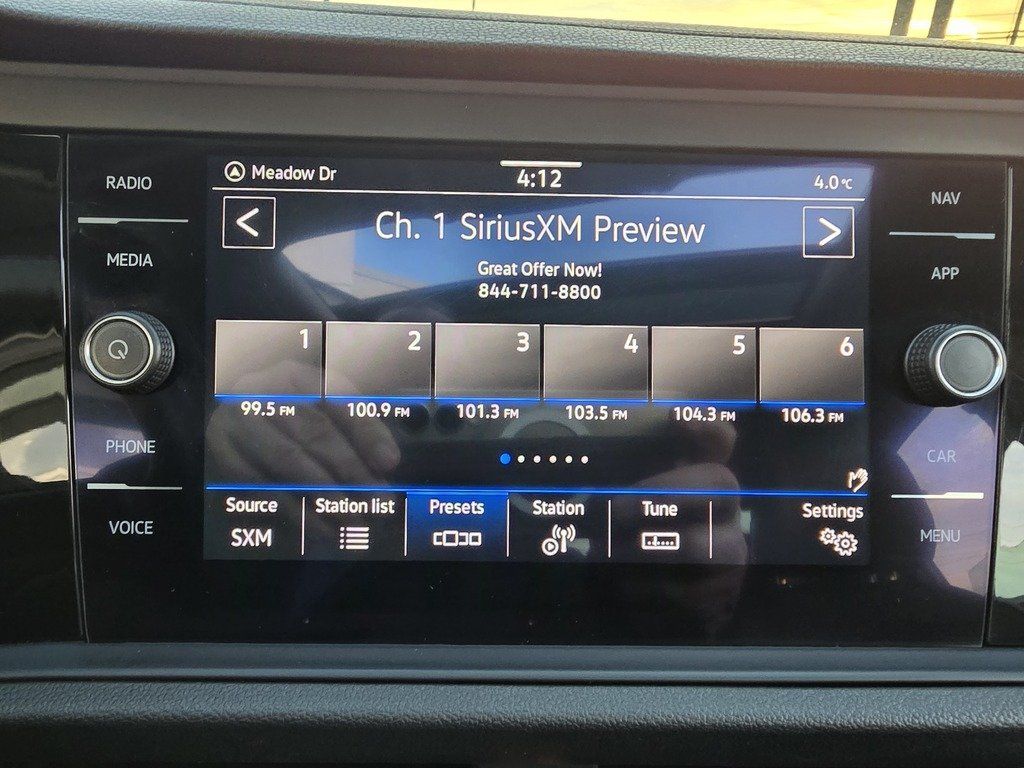 RADIO
MEDIA
PHONE
VOICE
Meadow Dr
4:12
4.0°C
Ch. 1 SiriusXM Preview
Great Offer Now!
844-711-8800
1 2 3 4 5 6
99.5 FM 100.9 FM 101.3 FM 103.5 FM 104.3 FM 106.3 FM
Source Station list Presets Station Tune Settings
SXM
NAV
APP
CAR
MENU